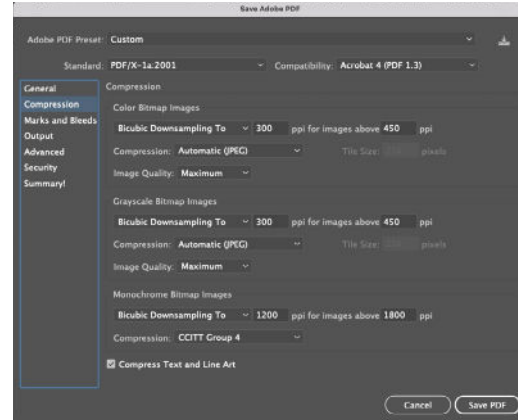 Save Adobe PDF
Adobe PDF Preset: Custom
Standard: PDF/X-1a:2001 Compatibility: Acrobat 4 (PDF 1.3)
General
Compression
Marks and Bleeds
Output
Advanced
Security
Summary!
Compression
Color Bitmap Images
Bicubic Downsampling To 300 ppi for images above 450 ppi
Compression: Automatic (JPEG) Tile Size: pixels
Image Quality: Maximum
Grayscale Bitmap Images
Bicubic Downsampling To 300 ppi for images above 450 ppi
Compression: Automatic (JPEG) Tile Size: pixels
Image Quality: Maximum
Monochrome Bitmap Images
Bicubic Downsampling To 1200 ppi for images above 1800 ppi
Compression: CCITT Group 4
Compress Text and Line Art
Cancel Save PDF